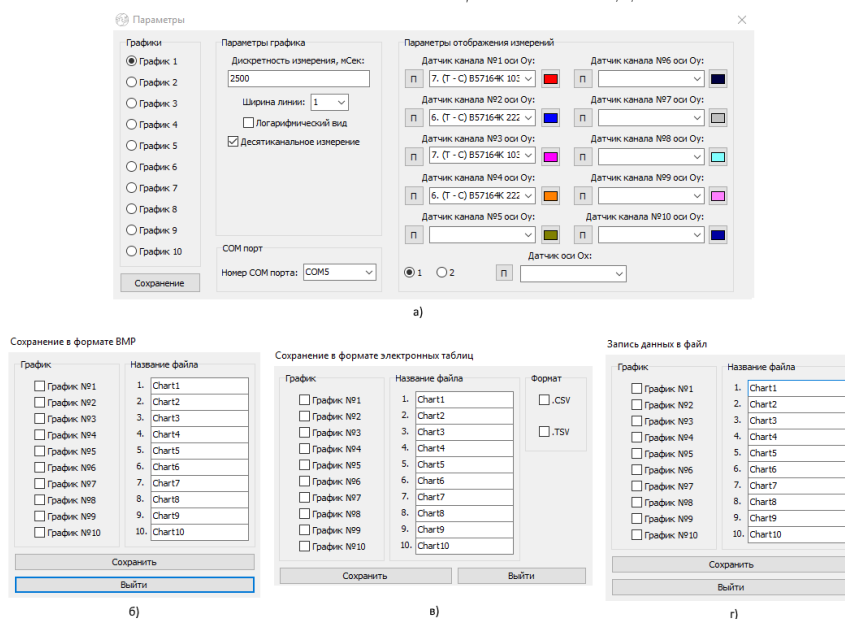 Параметры
Графики
График 1
График 2
График 3
График 4
График 5
График 6
График 7
График 8
График 9
График 10
Сохранение
Параметры графика
Дискретность измерения, мСек:
2500
Ширина линии: 1
Логарифмический вид
Десятиканальное измерение
COM порт
Номер COM порта: COM5
Параметры отображения измерений
Датчик канала №1 оси Oy: Датчик канала №6 оси Oy:
П 7. (T - C) B57164K 103 П
Датчик канала №2 оси Oy: Датчик канала №7 оси Oy:
П 6. (T - C) B57164K 222 П
Датчик канала №3 оси Oy: Датчик канала №8 оси Oy:
П 7. (T - C) B57164K 103 П
Датчик канала №4 оси Oy: Датчик канала №9 оси Oy:
П 6. (T - C) B57164K 222 П
Датчик канала №5 оси Oy: Датчик канала №10 оси Oy:
П П
Датчик оси Ox:
1 2 П
а)
Сохранение в формате BMP
График Название файла
График №1 1. Chart1
График №2 2. Chart2
График №3 3. Chart3
График №4 4. Chart4
График №5 5. Chart5
График №6 6. Chart6
График №7 7. Chart7
График №8 8. Chart8
График №9 9. Chart9
График №10 10. Chart10
Сохранить
Выйти
б)
Сохранение в формате электронных таблиц
График Название файла Формат
График №1 1. Chart1 .CSV
График №2 2. Chart2
График №3 3. Chart3 .TSV
График №4 4. Chart4
График №5 5. Chart5
График №6 6. Chart6
График №7 7. Chart7
График №8 8. Chart8
График №9 9. Chart9
График №10 10. Chart10
Сохранить Выйти
в)
Запись данных в файл
График Название файла
График №1 1. Chart1
График №2 2. Chart2
График №3 3. Chart3
График №4 4. Chart4
График №5 5. Chart5
График №6 6. Chart6
График №7 7. Chart7
График №8 8. Chart8
График №9 9. Chart9
График №10 10. Chart10
Сохранить
Выйти
г)